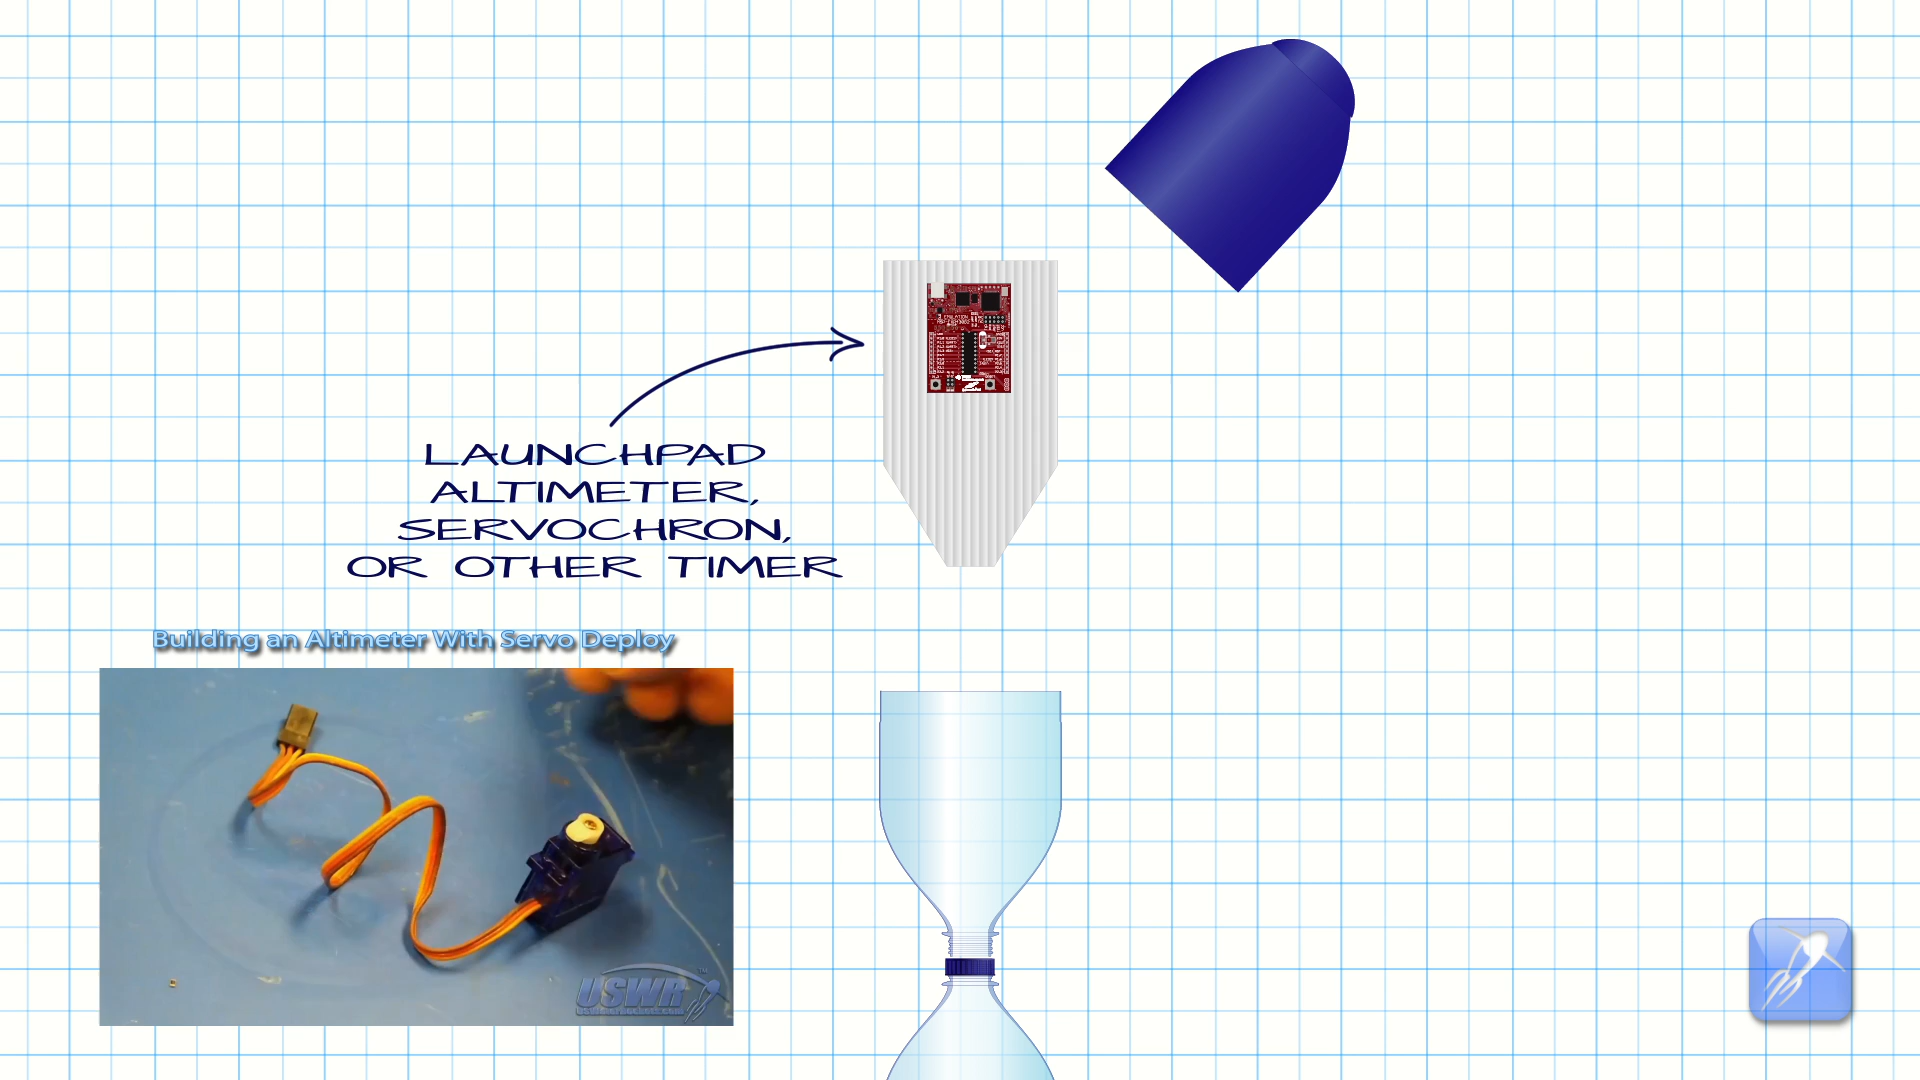 LAUNCHPAD
ALTIMETER,
SERVOCHRON,
OR OTHER TIMER
Building an Altimeter With Servo Deploy
USWR